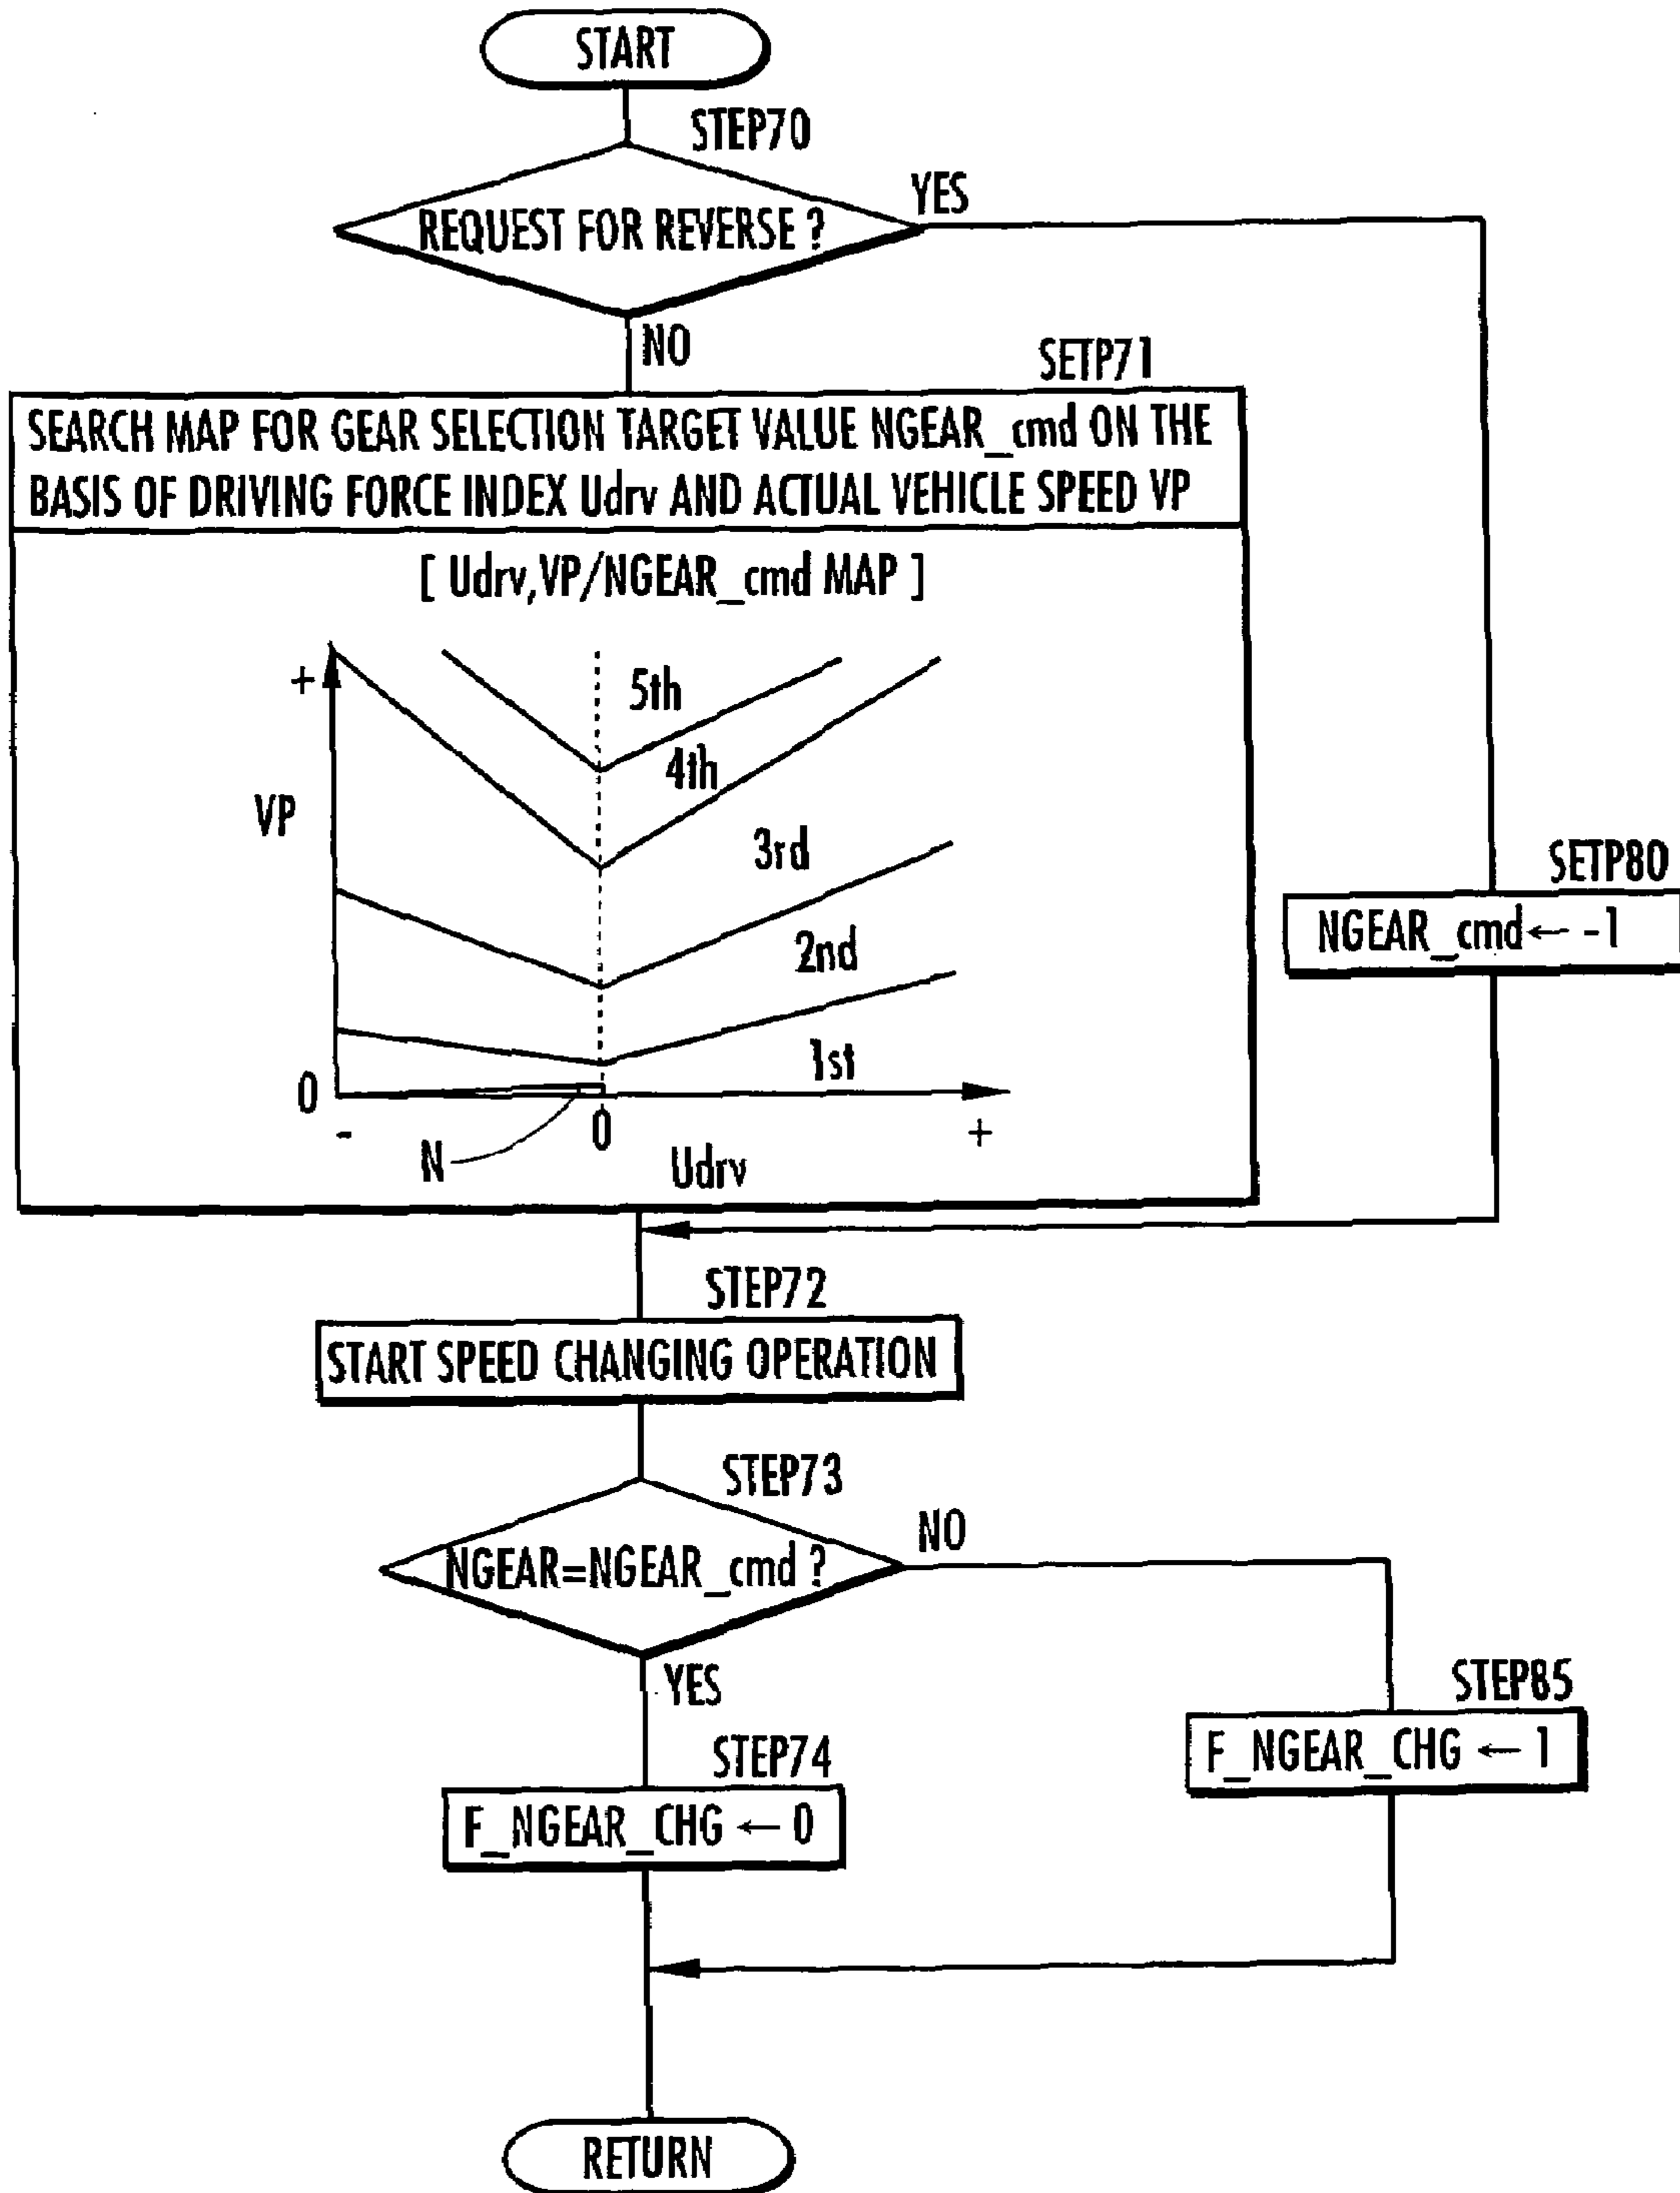 START
STEP70
REQUEST FOR REVERSE ?
YES
NO
SETP71
SEARCH MAP FOR GEAR SELECTION TARGET VALUE NGEAR_cmd ON THE
BASIS OF DRIVING FORCE INDEX Udrv AND ACTUAL VEHICLE SPEED VP
[ Udrv,VP/NGEAR_cmd MAP ]
+
5th
4th
VP
3rd
2nd
1st
0
-
N
0
+
Udrv
SETP80
NGEAR_cmd← -1
STEP72
START SPEED CHANGING OPERATION
STEP73
NGEAR=NGEAR_cmd ?
NO
YES
STEP85
F_NGEAR_CHG ← 1
STEP74
F_NGEAR_CHG ← 0
RETURN